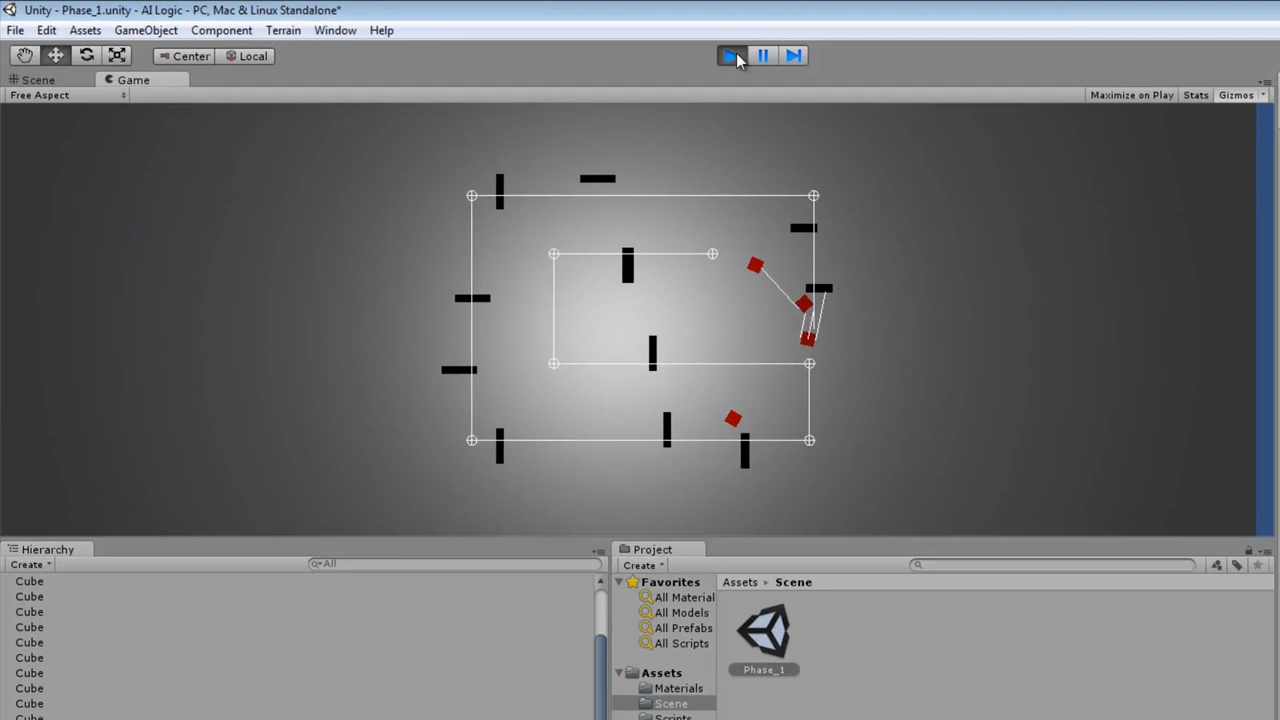 Unity - Phase_1.unity - AI Logic - PC, Mac & Linux Standalone*
File Edit Assets GameObject Component Terrain Window Help
Center Local
Scene Game
Free Aspect Maximize on Play Stats Gizmos
Hierarchy
Create All
Cube
Cube
Cube
Cube
Cube
Cube
Cube
Cube
Cube
Project
Create
Favorites
All Material
All Models
All Prefabs
All Scripts
Assets
Materials
Scene
Scripts
Assets Scene
Phase_1